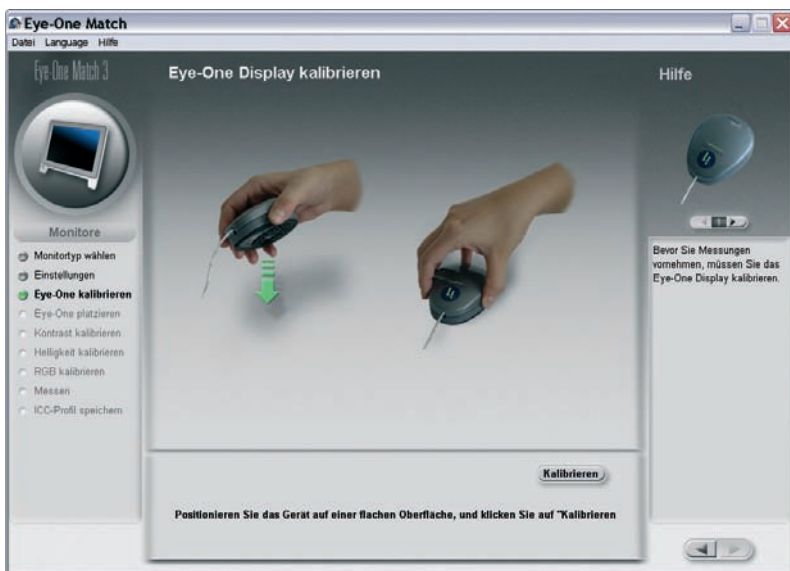 Eye-One Match
Datei Language Hilfe
Eye-One Match 3
Eye-One Display kalibrieren
Hilfe
Monitore
Monitortyp wählen
Einstellungen
Eye-One kalibrieren
Eye-One platzieren
Kontrast kalibrieren
Helligkeit kalibrieren
RGB kalibrieren
Messen
ICC-Profil speichern
1
Bevor Sie Messungen
vornehmen, müssen Sie das
Eye-One Display kalibrieren.
Kalibrieren
Positionieren Sie das Gerät auf einer flachen Oberfläche, und klicken Sie auf "Kalibrieren